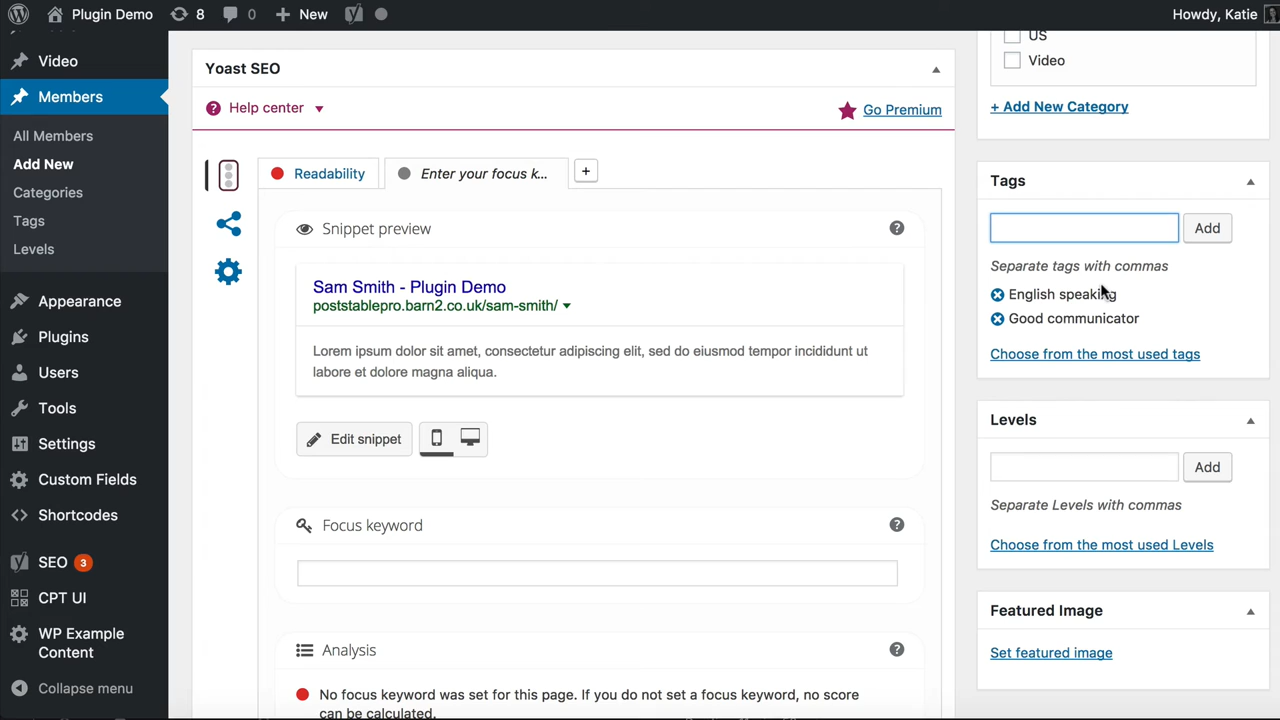 Plugin Demo 8 0 New Howdy, Katie
Video
Members
All Members
Add New
Categories
Tags
Levels
Appearance
Plugins
Users
Tools
Settings
Custom Fields
Shortcodes
SEO 3
CPT UI
WP Example
Content
Collapse menu
Yoast SEO
Help center
Go Premium
Readability
Enter your focus k...
+
Snippet preview
Sam Smith - Plugin Demo
poststablepro.barn2.co.uk/sam-smith/
Lorem ipsum dolor sit amet, consectetur adipiscing elit, sed do eiusmod tempor incididunt ut
labore et dolore magna aliqua.
Edit snippet
Focus keyword
Analysis
No focus keyword was set for this page. If you do not set a focus keyword, no score
can be calculated.
US
Video
+ Add New Category
Tags
Add
Separate tags with commas
English speaking
Good communicator
Choose from the most used tags
Levels
Add
Separate Levels with commas
Choose from the most used Levels
Featured Image
Set featured image